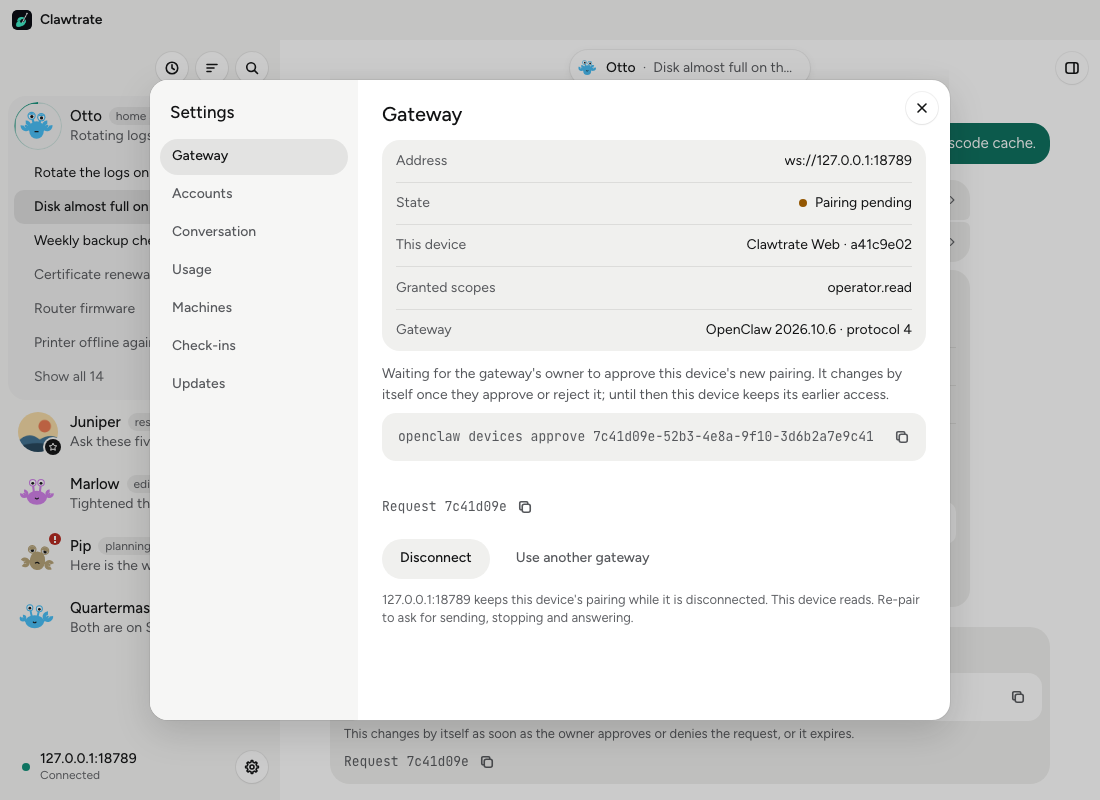 Clawtrate
Otto · Disk almost full on th…
Otto home
Rotating logs
Rotate the logs on
Disk almost full on
Weekly backup che
Certificate renewa
Router firmware
Printer offline again
Show all 14
Juniper
Ask these fiv
Marlow
Tightened th
Pip planning
Here is the w
Quartermas
Both are on S
127.0.0.1:18789
Connected
scode cache.
Settings
Gateway
Accounts
Conversation
Usage
Machines
Check-ins
Updates
Gateway
Address ws://127.0.0.1:18789
State Pairing pending
This device Clawtrate Web · a41c9e02
Granted scopes operator.read
Gateway OpenClaw 2026.10.6 · protocol 4
Waiting for the gateway's owner to approve this device's new pairing. It changes by
itself once they approve or reject it; until then this device keeps its earlier access.
openclaw devices approve 7c41d09e-52b3-4e8a-9f10-3d6b2a7e9c41
Request 7c41d09e
Disconnect Use another gateway
127.0.0.1:18789 keeps this device's pairing while it is disconnected. This device reads. Re-pair
to ask for sending, stopping and answering.
This changes by itself as soon as the owner approves or denies the request, or it expires.
Request 7c41d09e